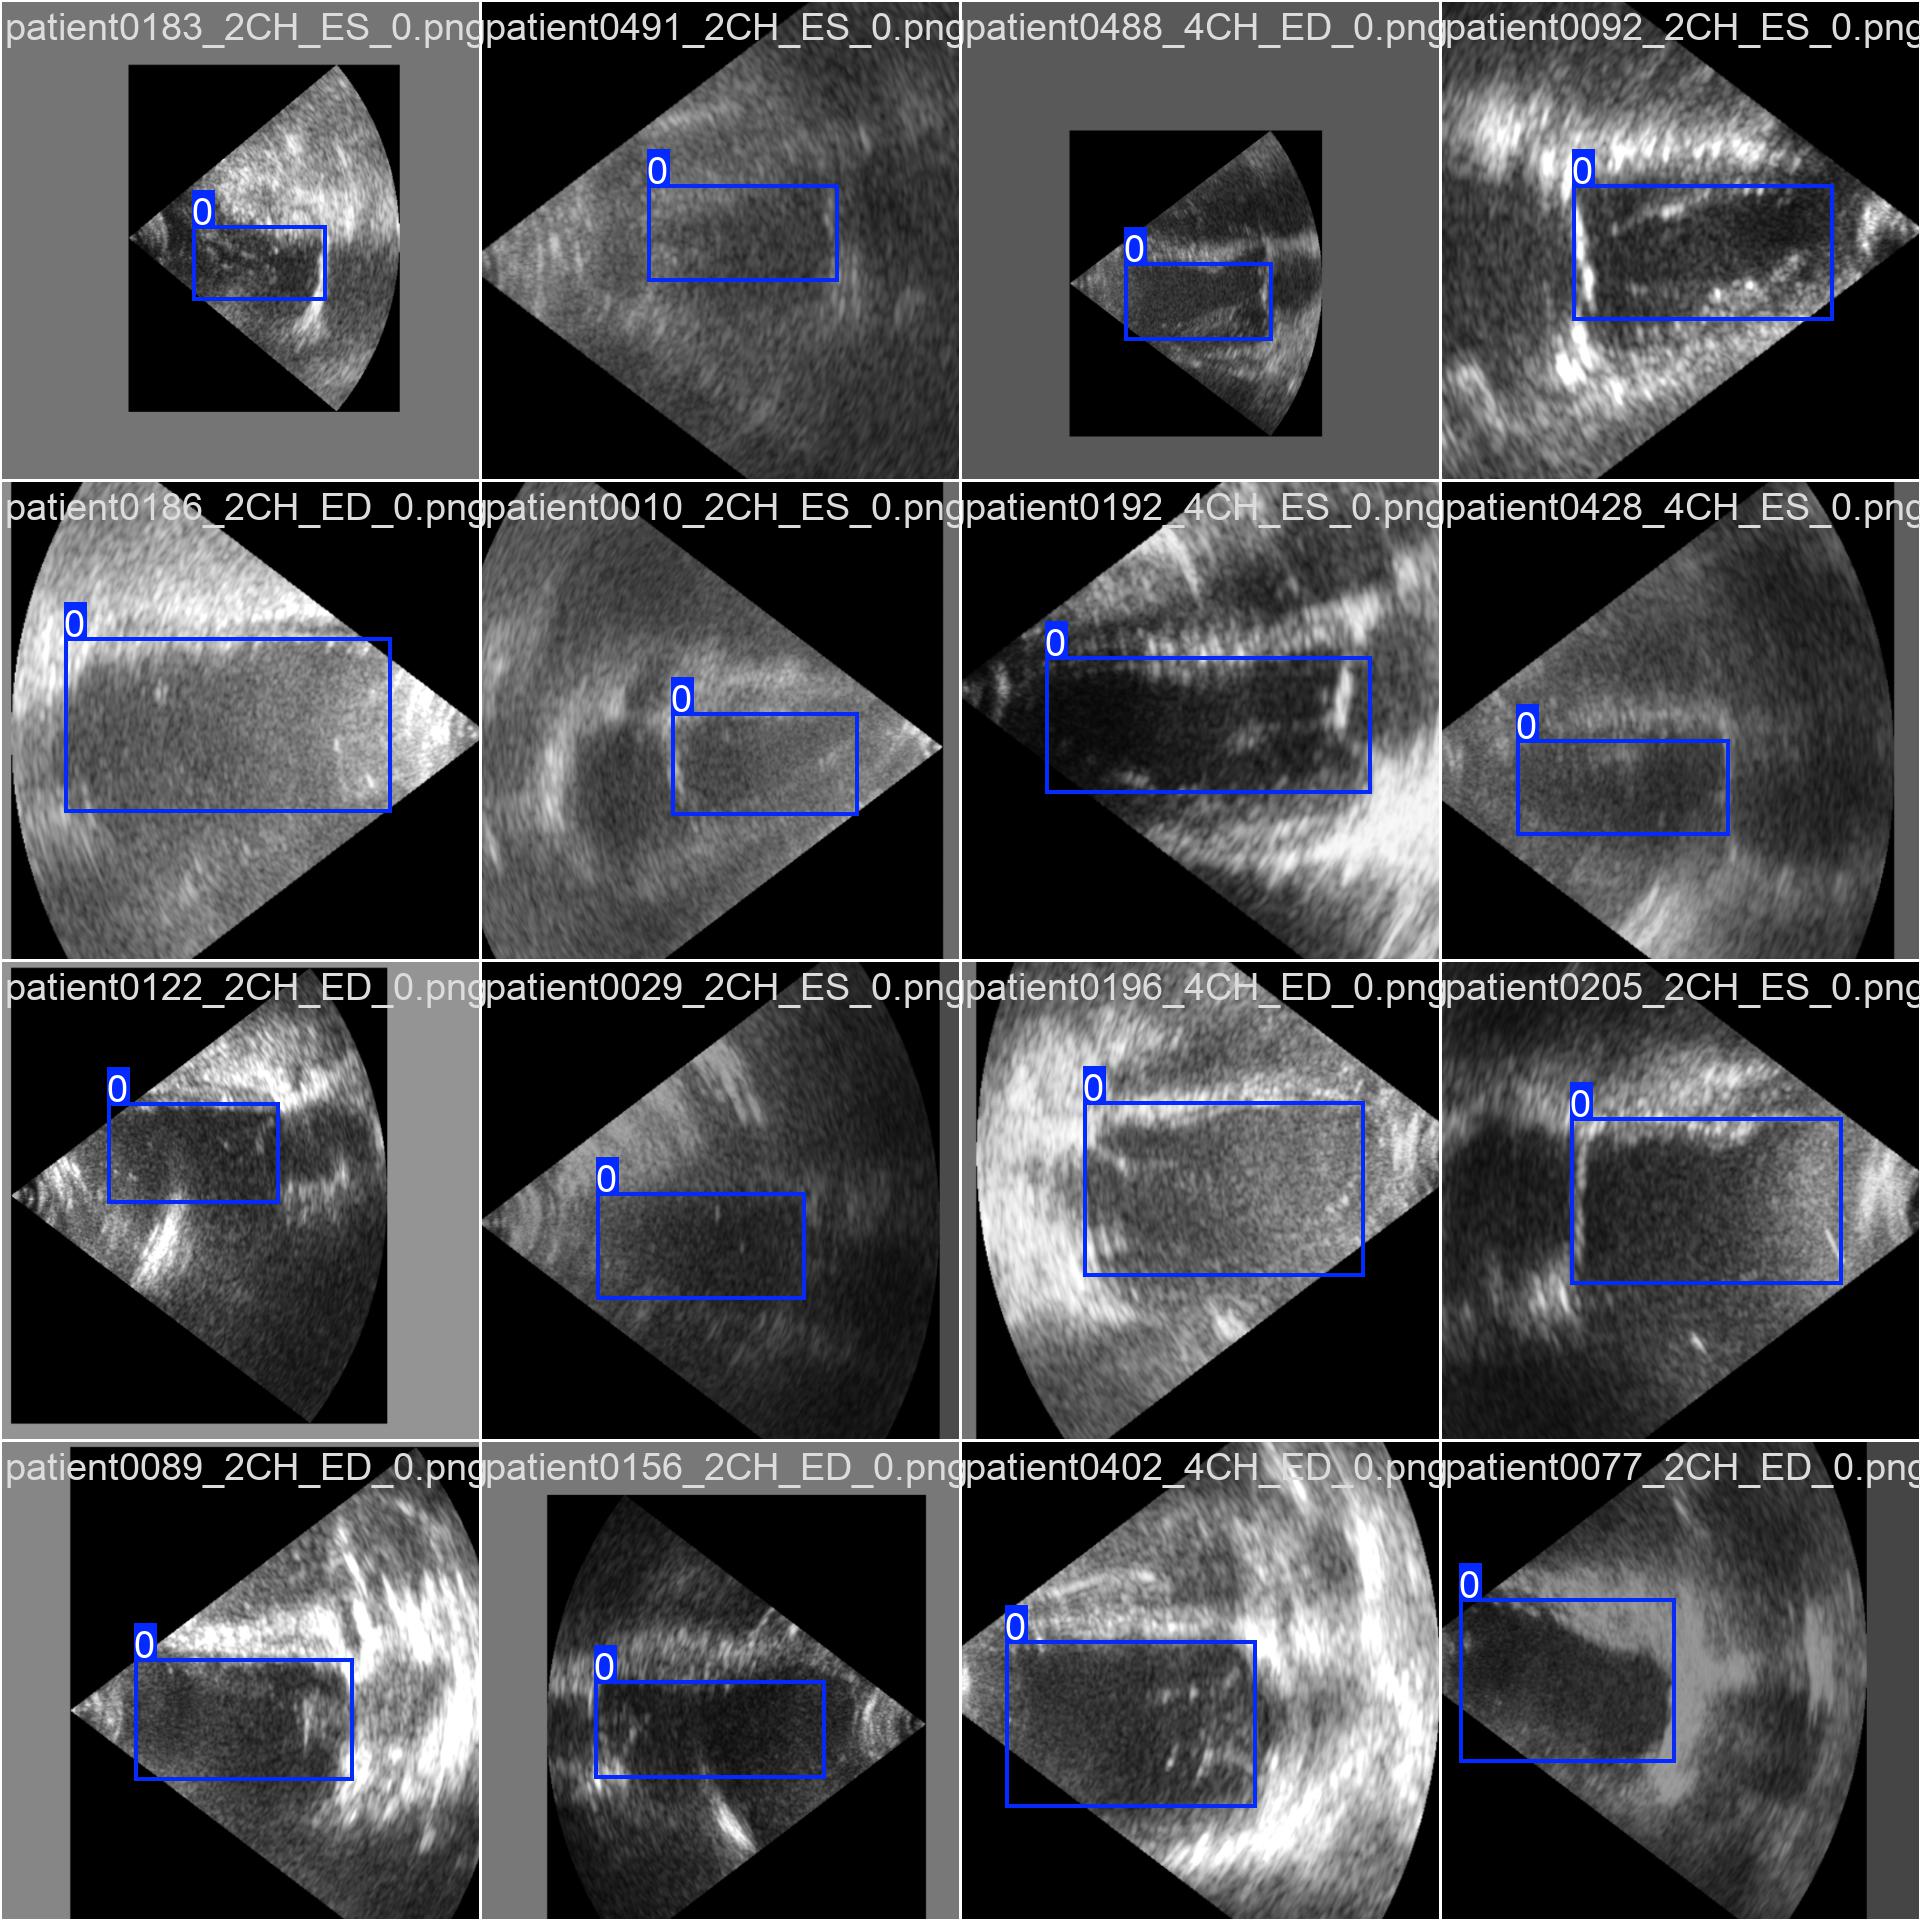 patient0183_2CH_ES_0.png
patient0491_2CH_ES_0.png
patient0488_4CH_ED_0.png
patient0092_2CH_ES_0.png
0
0
0
0
patient0186_2CH_ED_0.png
patient0010_2CH_ES_0.png
patient0192_4CH_ES_0.png
patient0428_4CH_ES_0.png
0
0
0
0
patient0122_2CH_ED_0.png
patient0029_2CH_ES_0.png
patient0196_4CH_ED_0.png
patient0205_2CH_ES_0.png
0
0
0
0
patient0089_2CH_ED_0.png
patient0156_2CH_ED_0.png
patient0402_4CH_ED_0.png
patient0077_2CH_ED_0.png
0
0
0
0